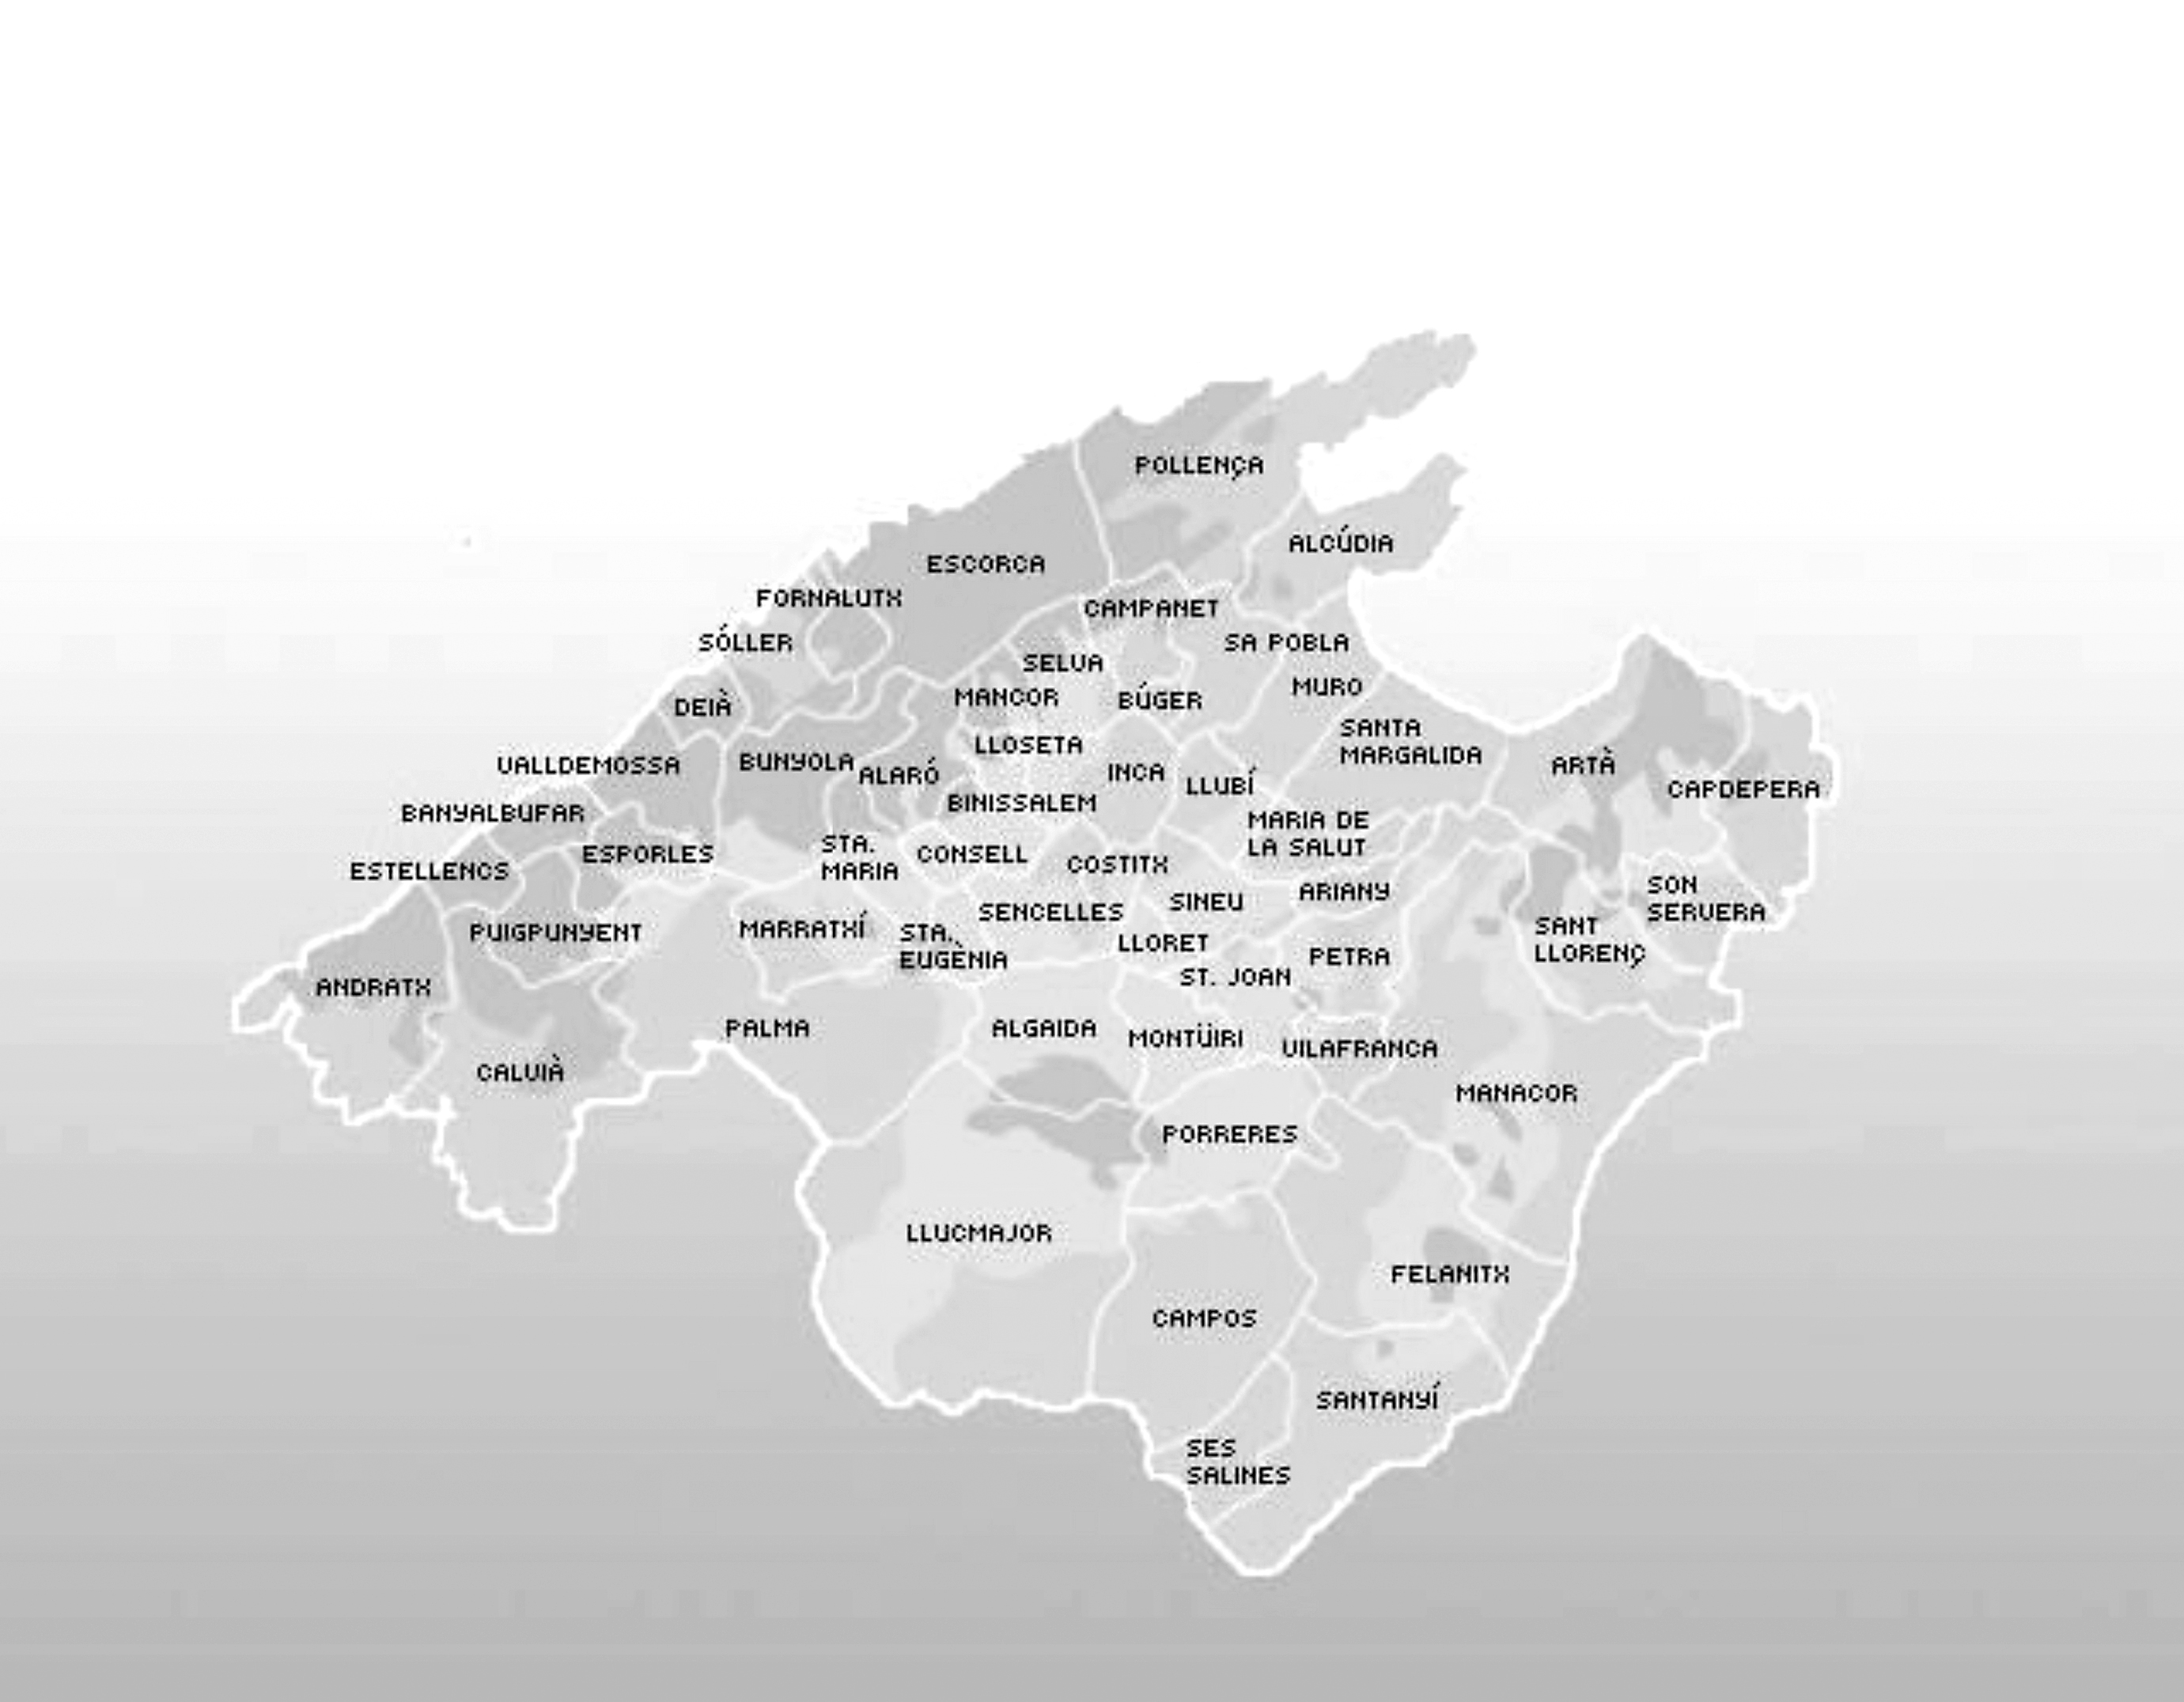 POLLENÇA
ALCÚDIA
ESCORCA
FORNALUTX
CAMPANET
SÓLLER
SA POBLA
SELVA
MANCOR
BÚGER
MURO
DEIÀ
SANTA
MARGALIDA
LLOSETA
BUNYOLA
ALARÓ
INCA
LLUBÍ
VALLDEMOSSA
ARTÀ
CAPDEPERA
BINISSALEM
BANYALBUFAR
MARIA DE
LA SALUT
STA.
MARIA
CONSELL
COSTITX
ESPORLES
ESTELLENCS
SINEU
ARIANY
SON
SERVERA
SENCELLES
PUIGPUNYENT
MARRATXÍ
STA.
EUGÈNIA
LLORET
SANT
LLORENÇ
PETRA
ST. JOAN
ANDRATX
PALMA
ALGAIDA
MONTÜIRI
VILAFRANCA
CALVIÀ
MANACOR
PORRERES
LLUCMAJOR
FELANITX
CAMPOS
SANTANYÍ
SES
SALINES